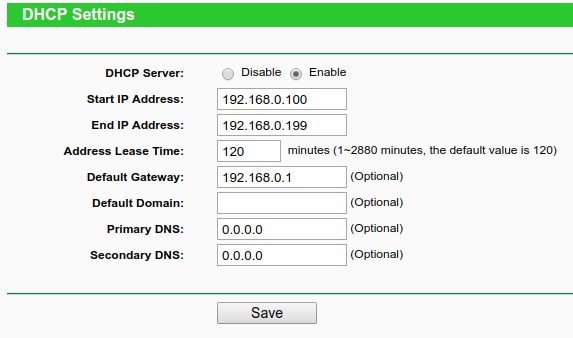 DHCP Settings
DHCP Server: Disable Enable
Start IP Address: 192.168.0.100
End IP Address: 192.168.0.199
Address Lease Time: 120 minutes (1~2880 minutes, the default value is 120)
Default Gateway: 192.168.0.1 (Optional)
Default Domain: (Optional)
Primary DNS: 0.0.0.0 (Optional)
Secondary DNS: 0.0.0.0 (Optional)
Save